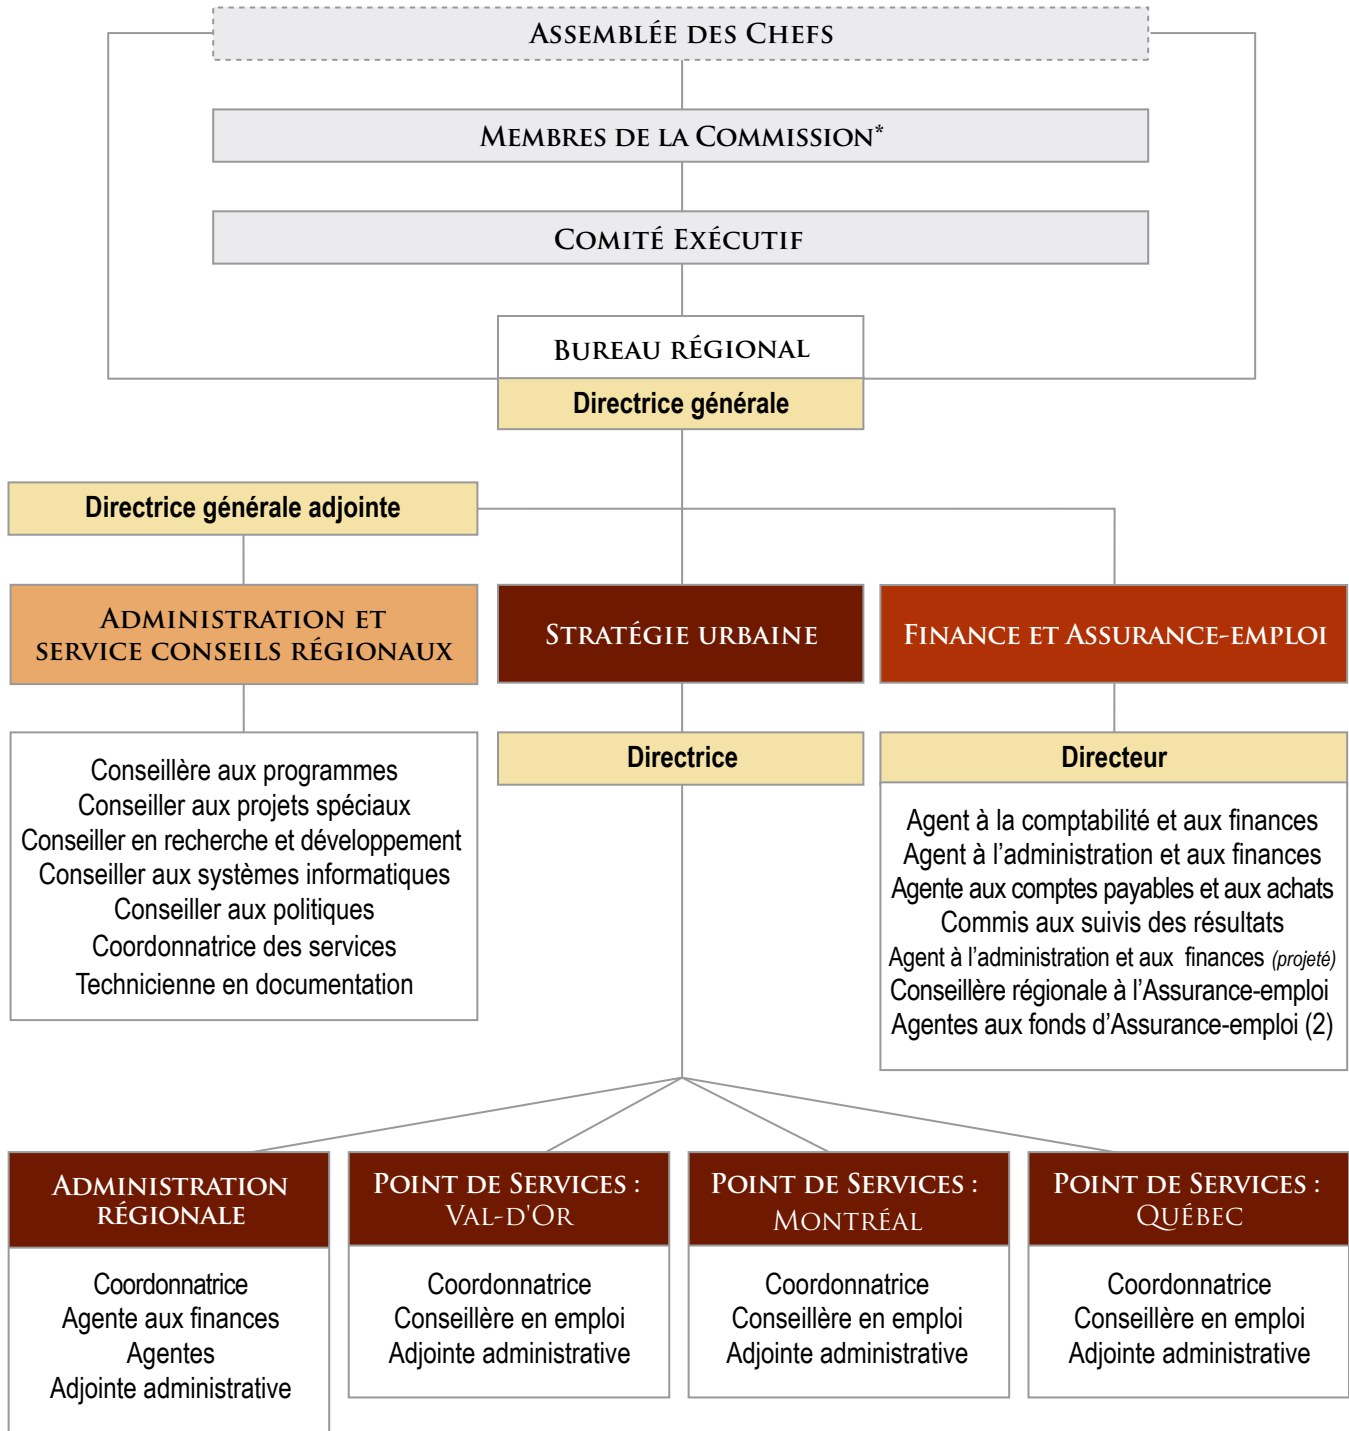 Assemblée des Chefs
Membres de la Commission*
Comité Exécutif
Bureau régional
Directrice générale
Directrice générale adjointe
Administration et
service conseils régionaux
Stratégie urbaine
Finance et Assurance-emploi
Conseillère aux programmes
Conseiller aux projets spéciaux
Conseiller en recherche et développement
Conseiller aux systèmes informatiques
Conseiller aux politiques
Coordonnatrice des services
Technicienne en documentation
Directrice
Directeur
Agent à la comptabilité et aux finances
Agent à l’administration et aux finances
Agente aux comptes payables et aux achats
Commis aux suivis des résultats
Agent à l’administration et aux finances (projeté)
Conseillère régionale à l’Assurance-emploi
Agentes aux fonds d’Assurance-emploi (2)
Administration
régionale
Coordonnatrice
Agente aux finances
Agentes
Adjointe administrative
Point de Services :
Val-d'Or
Coordonnatrice
Conseillère en emploi
Adjointe administrative
Point de Services :
Montréal
Coordonnatrice
Conseillère en emploi
Adjointe administrative
Point de Services :
Québec
Coordonnatrice
Conseillère en emploi
Adjointe administrative